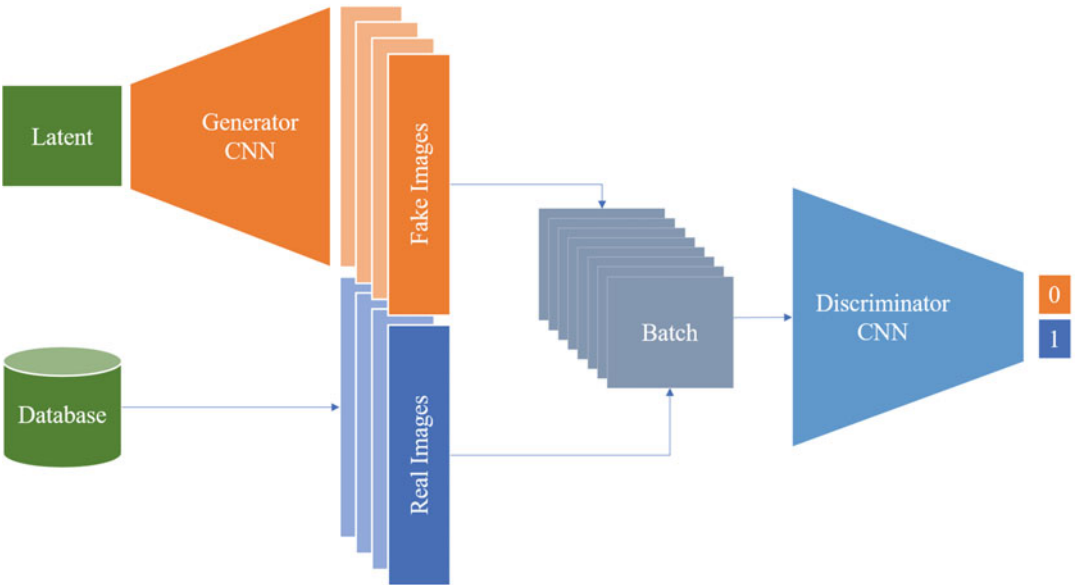 Latent
Generator
CNN
Fake Images
Batch
Discriminator
CNN
0
1
Database
Real Images